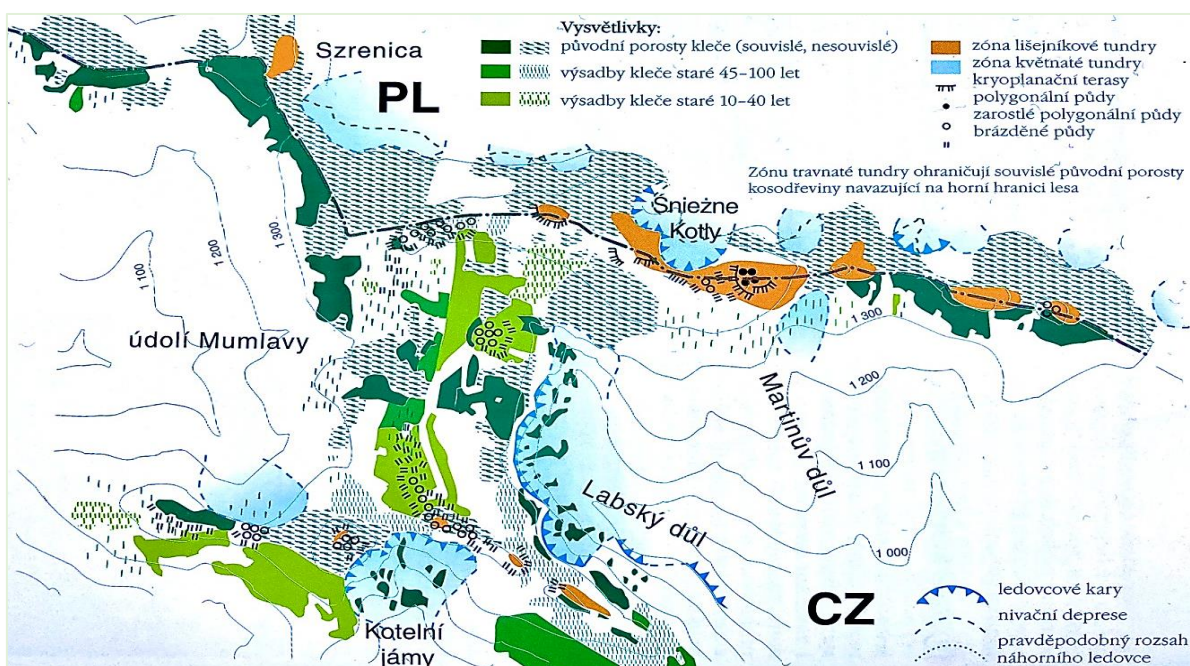 Vysvětlivky:
původní porosty kleče (souvislé, nesouvislé)
výsadby kleče staré 45–100 let
výsadby kleče staré 10–40 let
zóna lišejníkové tundry
zóna květnaté tundry
kryoplanační terasy
polygonální půdy
zarostlé polygonální půdy
brázděné půdy
Zónu travnaté tundry ohraničují souvislé původní porosty
kosodřeviny navazující na horní hranici lesa
Szrenica
PL
Śnieżne
Kotły
1 300
1 200
1 100
údolí Mumlavy
1 300
1 200
1 100
1 000
Martinův důl
Labský důl
Kotelní
jámy
CZ
ledovcové kary
nivační deprese
pravděpodobný rozsah
náhorního ledovce